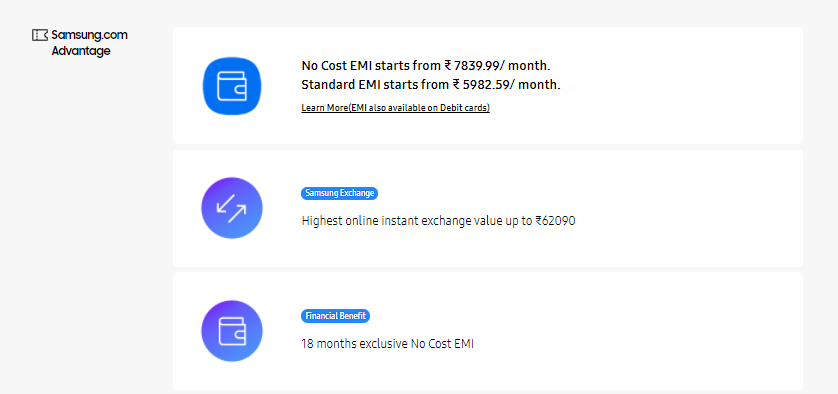 Samsung.com
Advantage
No Cost EMI starts from ₹ 7839.99/ month.
Standard EMI starts from ₹ 5982.59/ month.
Learn More(EMI also available on Debit cards)
Samsung Exchange
Highest online instant exchange value up to ₹62090
Financial Benefit
18 months exclusive No Cost EMI